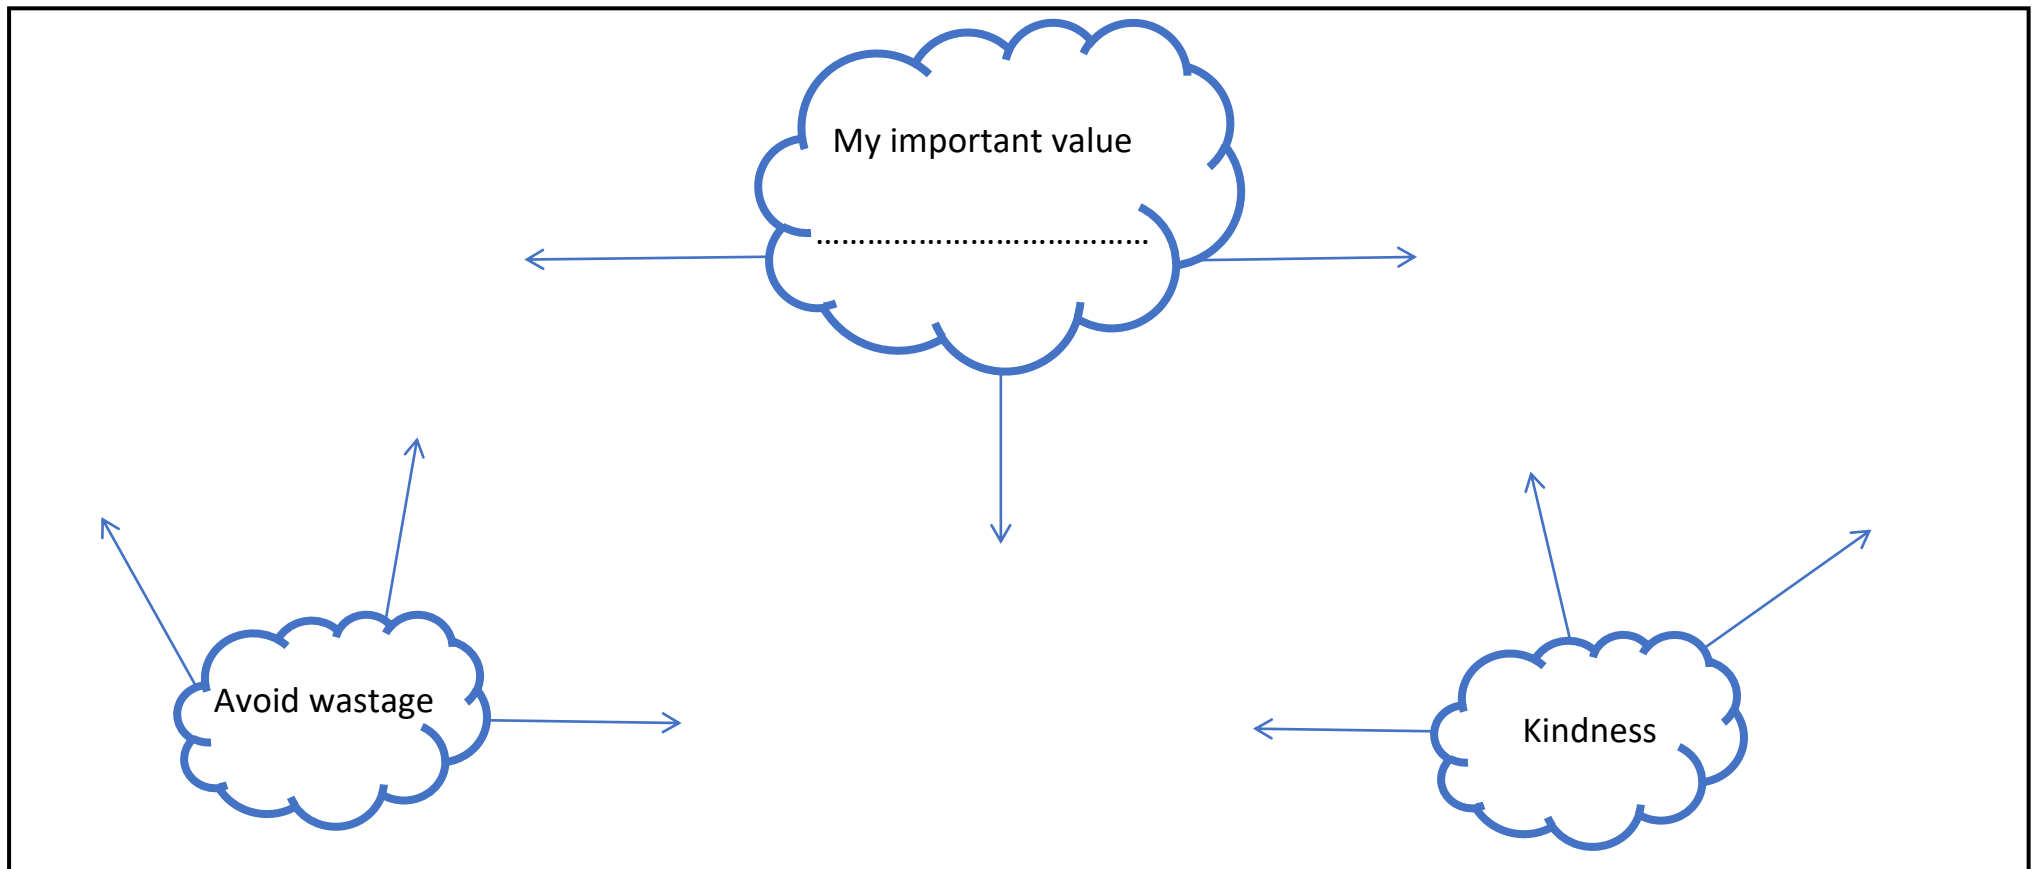 My important value
……………………………………
Avoid wastage
Kindness